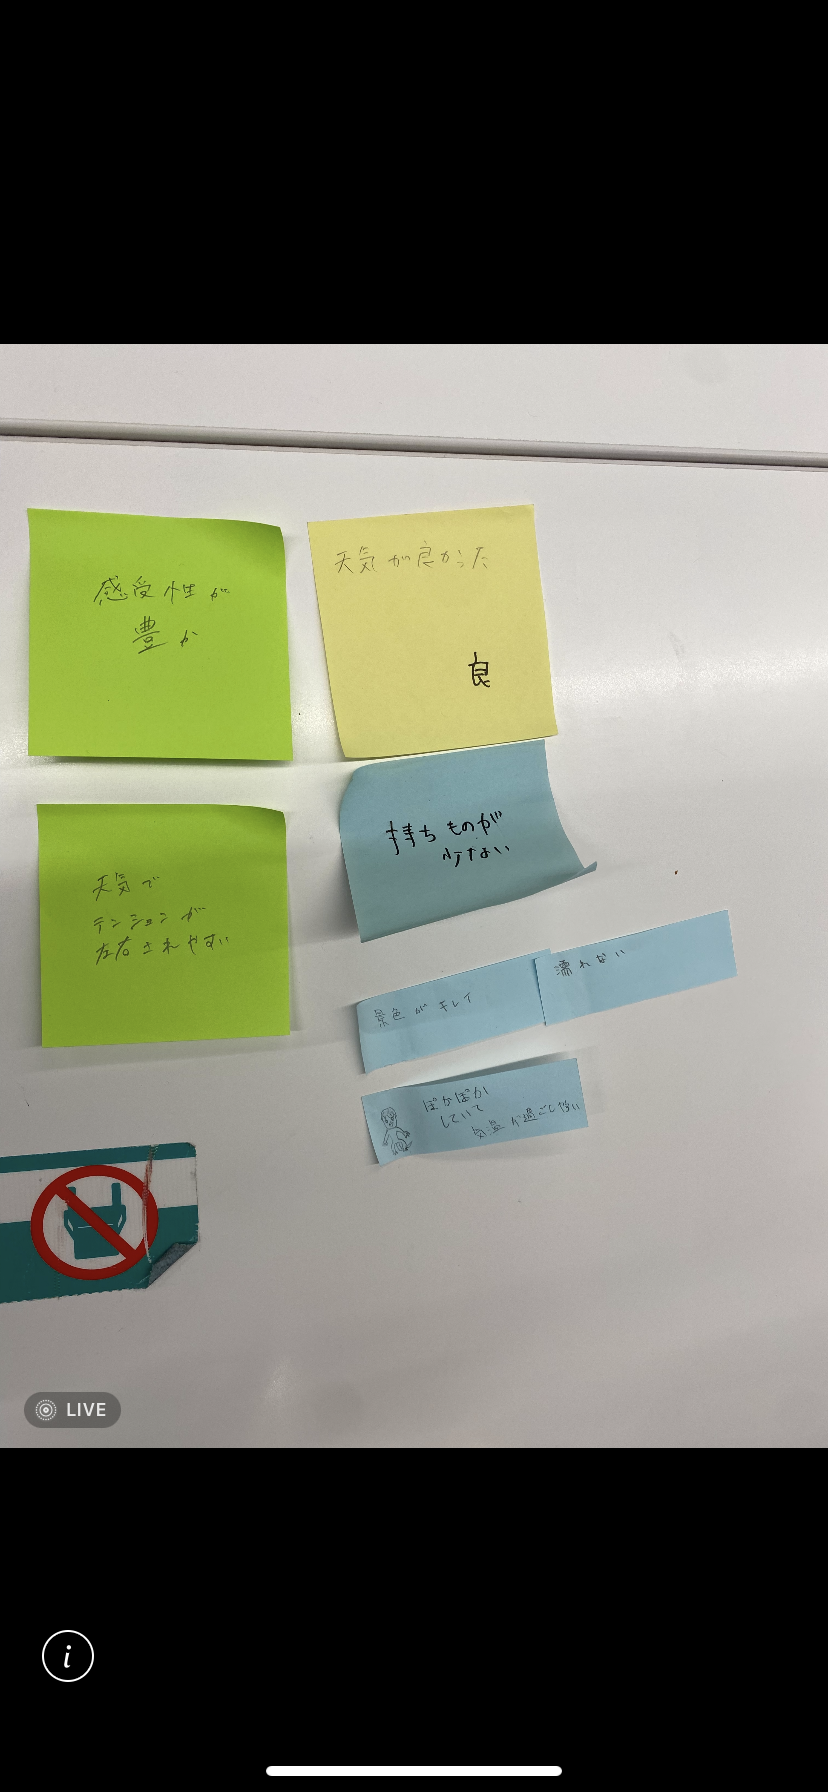 感受性が
豊か
天気が良かった
良
持ちものが
少ない
天気で
テンションが
左右されやすい
景色がキレイ
濡れない
ぽかぽか
していて
気温が過ごし易い
LIVE